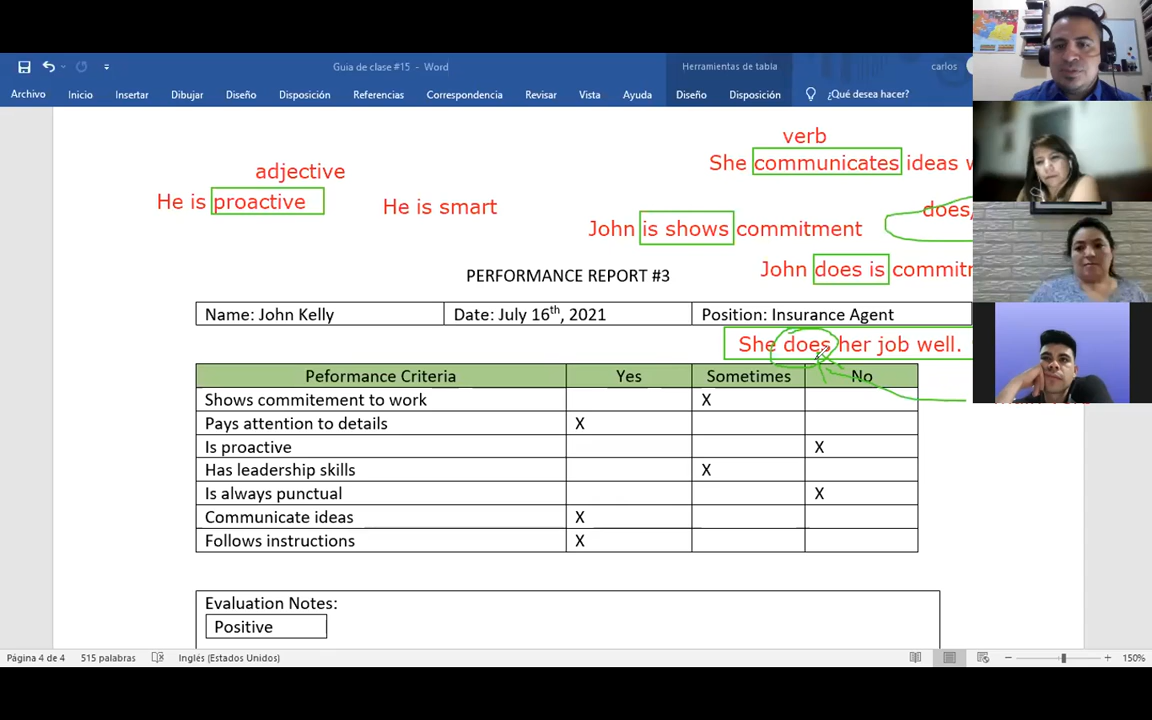 Guia de clase #15 - Word
Herramientas de tabla
carlos
Archivo Inicio Insertar Dibujar Diseño Disposición Referencias Correspondencia Revisar Vista Ayuda Diseño Disposición ¿Qué desea hacer?
verb
She communicates ideas
adjective
He is proactive
He is smart
does,
John is shows commitment
John does is
PERFORMANCE REPORT #3
Name: John Kelly Date: July 16th, 2021 Position: Insurance Agent
She does her job well.
Peformance Criteria Yes Sometimes No
Shows commitement to work X
Pays attention to details X
Is proactive X
Has leadership skills X
Is always punctual X
Communicate ideas X
Follows instructions X
Evaluation Notes:
Positive
Página 4 de 4 515 palabras Inglés (Estados Unidos) 150%